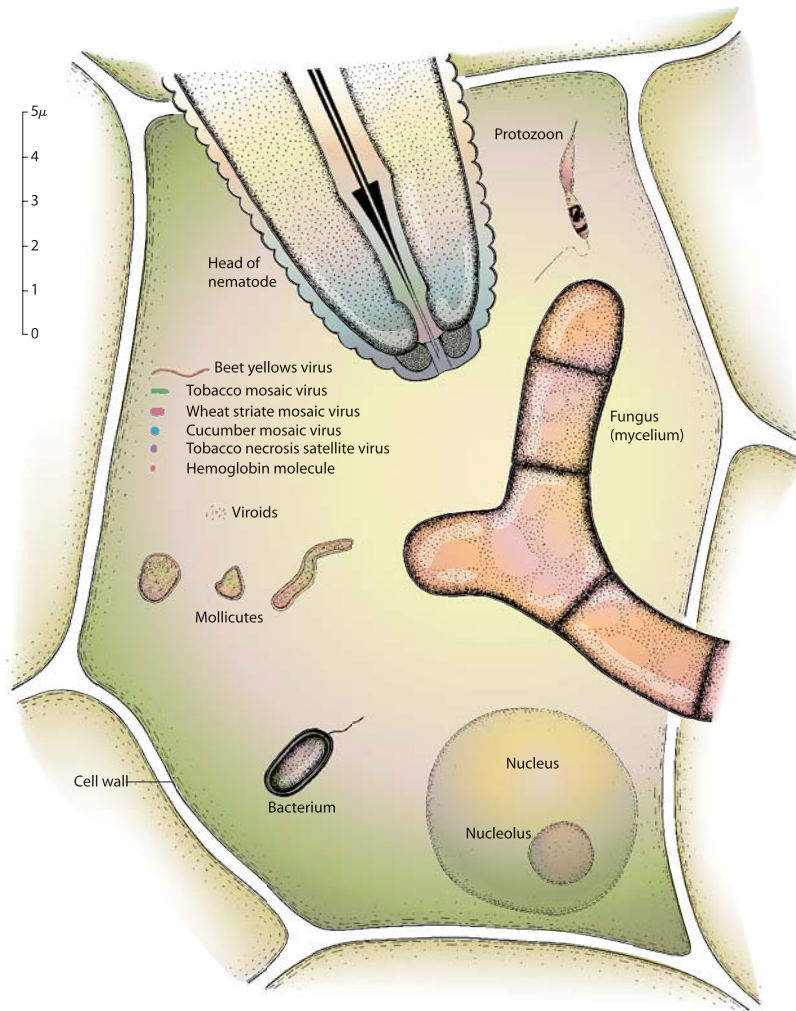 5μ
4
3
2
1
0
Protozoon
Head of
nematode
Beet yellows virus
Tobacco mosaic virus
Wheat striate mosaic virus
Cucumber mosaic virus
Tobacco necrosis satellite virus
Hemoglobin molecule
Fungus
(mycelium)
Viroids
Mollicutes
Cell wall
Bacterium
Nucleus
Nucleolus